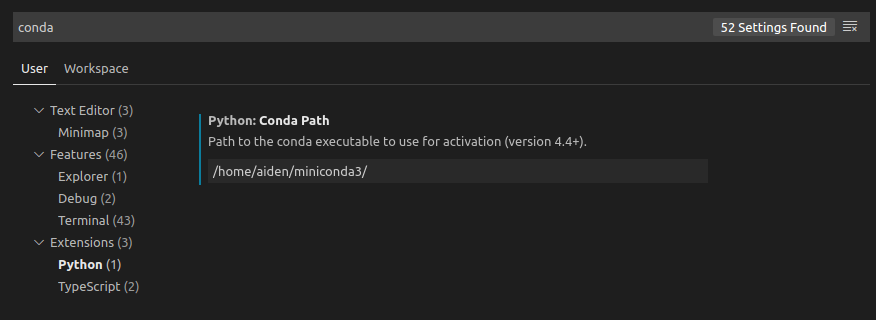 conda
52 Settings Found
User Workspace
Text Editor (3)
Minimap (3)
Features (46)
Explorer (1)
Debug (2)
Terminal (43)
Extensions (3)
Python (1)
TypeScript (2)
Python: Conda Path
Path to the conda executable to use for activation (version 4.4+).
/home/aiden/miniconda3/